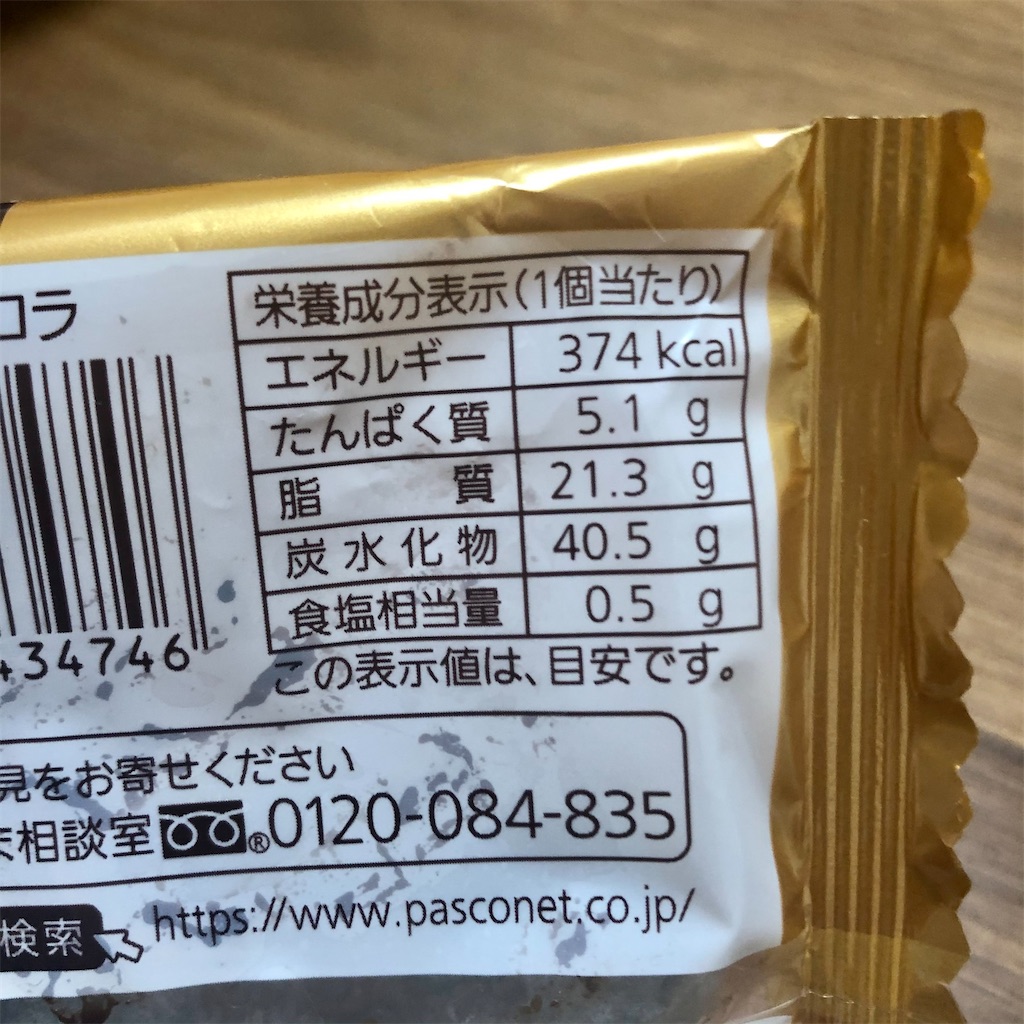 コラ
434746
栄養成分表示(1個当たり)
エネルギー 374 kcal
たんぱく質 5.1 g
脂質 21.3 g
炭水化物 40.5 g
食塩相当量 0.5 g
この表示値は、目安です。
見をお寄せください
相談室 ®0120-084-835
検索 https://www.pasconet.co.jp/